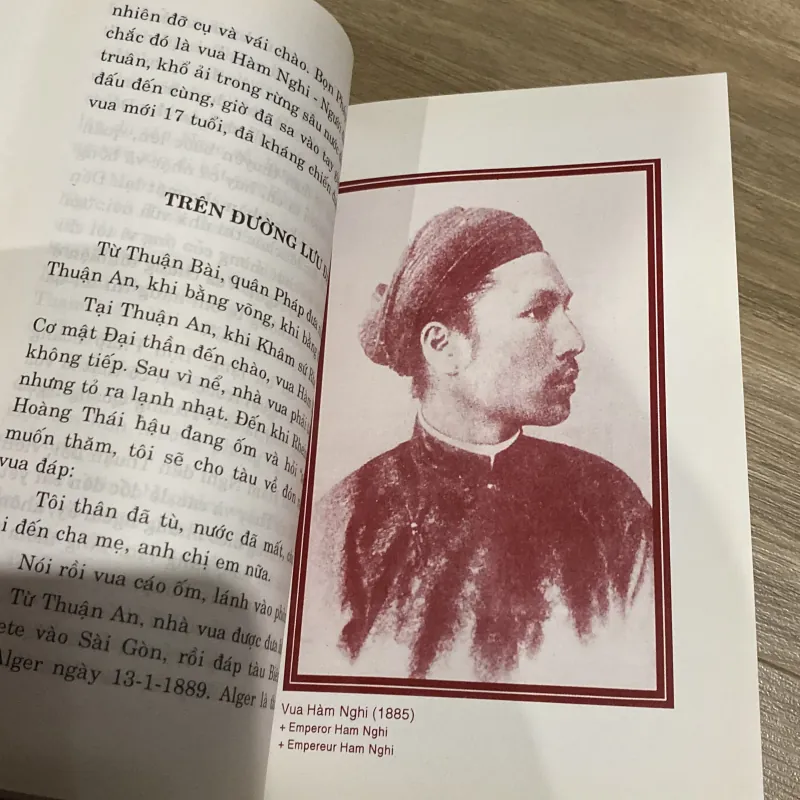 nhiên đỡ cụ và vái chào. Bọn
chắc đó là vua Hàm Nghi - Người
truân, khổ ải trong rừng sâu nước
đấu đến cùng, giờ đã sa vào tay
vua mới 17 tuổi, đã kháng chiến
TRÊN ĐƯỜNG LƯU
Từ Thuận Bài, quân Pháp đưa
Thuận An, khi bằng võng, khi bằng
Tại Thuận An, khi Khâm sứ
Cơ mật Đại thần đến chào, vua Hàm
không tiếp. Sau vì nể, nhà vua phải
nhưng tỏ ra lạnh nhạt. Đến khi
Hoàng Thái hậu đang ốm và hỏi
muốn thăm, tôi sẽ cho tàu về đón
vua đáp:
Tôi thân đã tù, nước đã mất,
i đến cha mẹ, anh chị em nữa.
Nói rồi vua cáo ốm, lánh vào
Từ Thuận An, nhà vua được đưa
ete vào Sài Gòn, rồi đáp tàu
Alger ngày 13-1-1889. Alger là
Vua Hàm Nghi (1885)
+ Emperor Ham Nghi
+ Empereur Ham Nghi